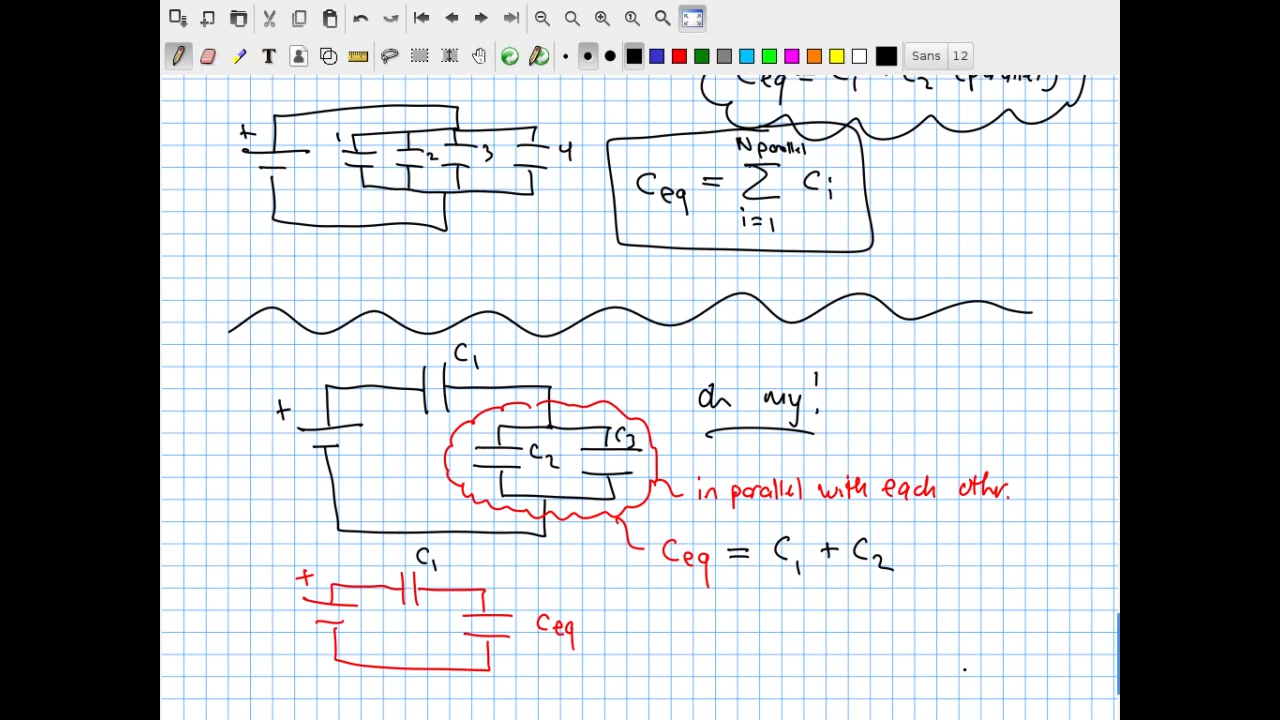 Sans 12
Ceq = C1 + C2 (parallel)
+ 1 2 3 4
N parallel
Ceq = Σ Ci
i=1
C1
+
oh my!
C2 C3
in parallel with each other.
Ceq = C1 + C2
C1
+
Ceq